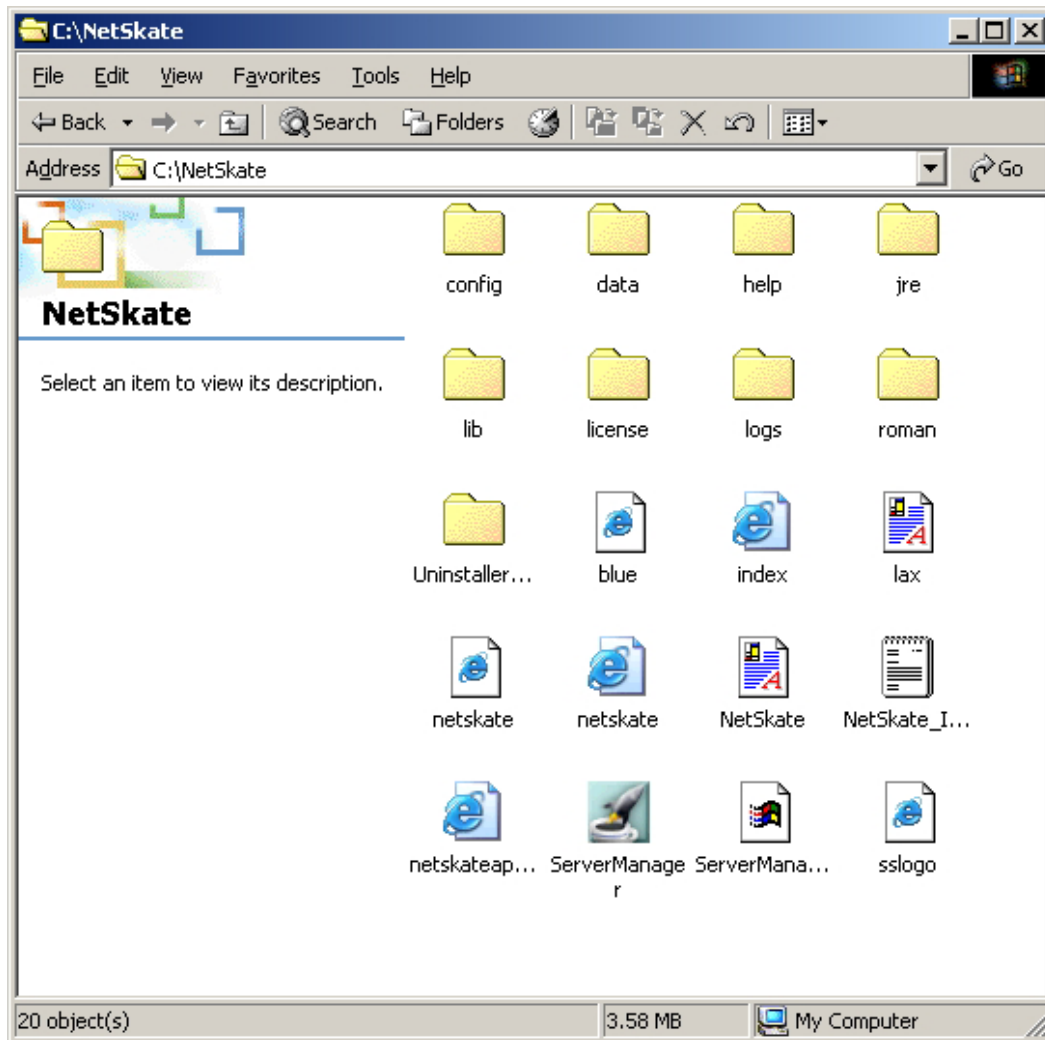 C:\NetSkate
File Edit View Favorites Tools Help
Back Search Folders
Address C:\NetSkate Go
NetSkate
Select an item to view its description.
config data help jre
lib license logs roman
Uninstaller... blue index lax
netskate netskate NetSkate NetSkate_I...
netskateap... ServerManage ServerMana... sslogo
r
20 object(s) 3.58 MB My Computer